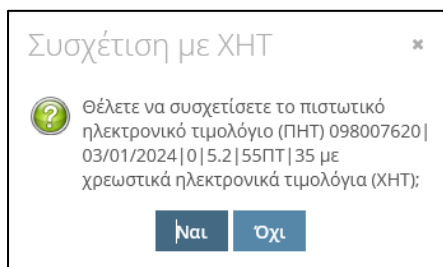 Συσχέτιση με ΧΗΤ
Θέλετε να συσχετίσετε το πιστωτικό
ηλεκτρονικό τιμολόγιο (ΠΗΤ) 098007620|
03/01/2024|0|5.2|55ΠΤ|35 με
χρεωστικά ηλεκτρονικά τιμολόγια (ΧΗΤ);
Ναι Όχι